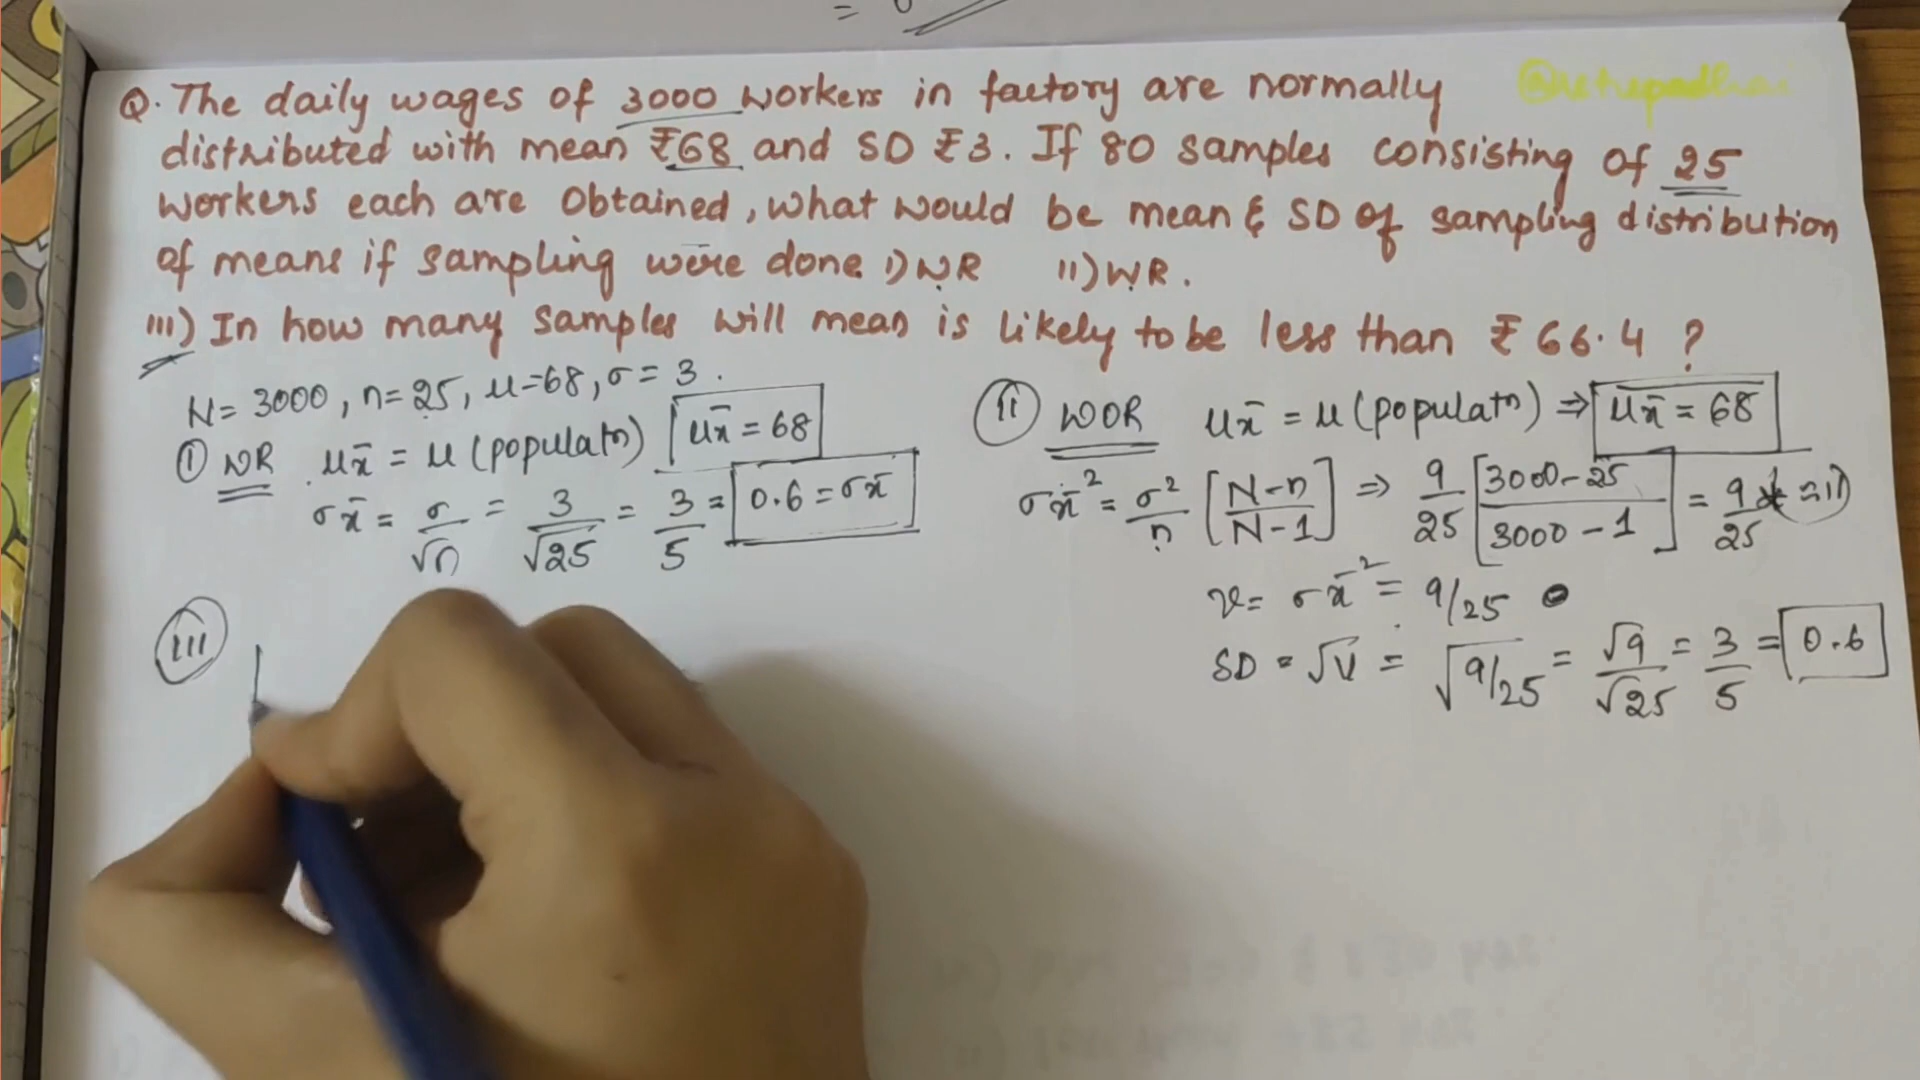 Q. The daily wages of 3000 workers in factory are normally
distributed with mean ₹68 and SD ₹3. If 80 samples consisting of 25
workers each are obtained, what would be mean & SD of sampling distribution
of means if sampling were done i) WR ii) WR.
iii) In how many samples will mean is likely to be less than ₹66.4 ?
N= 3000, n=25, μ=68, σ=3.
① WR μx̄ = μ (populatn) μx̄ = 68
σx̄ = σ/√n = 3/√25 = 3/5 = 0.6 = σx̄
ii WOR μx̄ = μ (populatn) ⇒ μx̄ = 68
σx̄² = σ²/n [N-n/N-1] ⇒ 9/25 [3000-25/3000-1] = 9/25
v= σx̄² = 9/25
SD = √V = √9/25 = √9/√25 = 3/5 = 0.6
iii